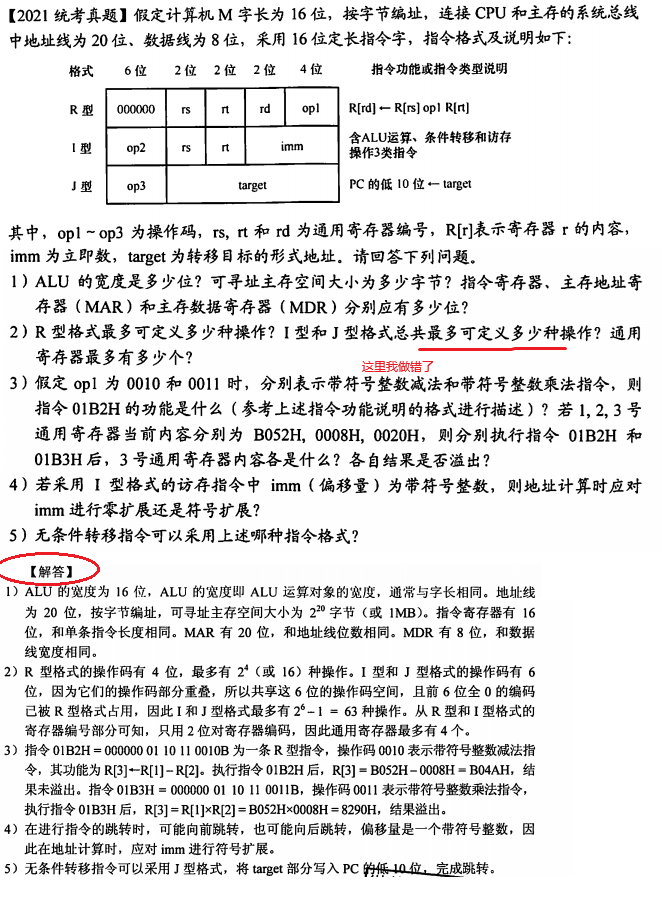 【2021 统考真题】假定计算机 M 字长为 16 位，按字节编址，连接 CPU 和主存的系统总线
中地址线为 20 位、数据线为 8 位，采用 16 位定长指令字，指令格式及说明如下：
格式 6 位 2 位 2 位 2 位 4 位 指令功能或指令类型说明
R 型 000000 rs rt rd op1 R[rd]←R[rs] op1 R[rt]
I 型 op2 rs rt imm 含ALU运算、条件转移和访存
操作3类指令
J 型 op3 target PC 的低 10 位←target
其中，op1～op3 为操作码，rs, rt 和 rd 为通用寄存器编号，R[r]表示寄存器 r 的内容，
imm 为立即数，target 为转移目标的形式地址。请回答下列问题。
1）ALU 的宽度是多少位？可寻址主存空间大小为多少字节？指令寄存器、主存地址寄
存器（MAR）和主存数据寄存器（MDR）分别应有多少位？
2）R 型格式最多可定义多少种操作？I 型和 J 型格式总共最多可定义多少种操作？通用
寄存器最多有多少个？
这里我做错了
3）假定 op1 为 0010 和 0011 时，分别表示带符号整数减法和带符号整数乘法指令，则
指令 01B2H 的功能是什么（参考上述指令功能说明的格式进行描述）？若 1, 2, 3 号
通用寄存器当前内容分别为 B052H, 0008H, 0020H，则分别执行指令 01B2H 和
01B3H 后，3 号通用寄存器内容各是什么？各自结果是否溢出？
4）若采用 I 型格式的访存指令中 imm（偏移量）为带符号整数，则地址计算时应对
imm 进行零扩展还是符号扩展？
5）无条件转移指令可以采用上述哪种指令格式？
【解答】
1）ALU 的宽度为 16 位，ALU 的宽度即 ALU 运算对象的宽度，通常与字长相同。地址线
为 20 位，按字节编址，可寻址主存空间大小为 2²⁰ 字节（或 1MB）。指令寄存器有 16
位，和单条指令长度相同。MAR 有 20 位，和地址线位数相同。MDR 有 8 位，和数据
线宽度相同。
2）R 型格式的操作码有 4 位，最多有 2⁴（或 16）种操作。I 型和 J 型格式的操作码有 6
位，因为它们的操作码部分重叠，所以共享这 6 位的操作码空间，且前 6 位全 0 的编码
已被 R 型格式占用，因此 I 和 J 型格式最多有 2⁶－1 = 63 种操作。从 R 型和 I 型格式的
寄存器编号部分可知，只用 2 位对寄存器编码，因此通用寄存器最多有 4 个。
3）指令 01B2H = 000000 01 10 11 0010B 为一条 R 型指令，操作码 0010 表示带符号整数减法指
令，其功能为 R[3]←R[1]－R[2]。执行指令 01B2H 后，R[3] = B052H－0008H = B04AH，结
果未溢出。指令 01B3H = 000000 01 10 11 0011B，操作码 0011 表示带符号整数乘法指令，
执行指令 01B3H 后，R[3] = R[1]×R[2] = B052H×0008H = 8290H，结果溢出。
4）在进行指令的跳转时，可能向前跳转，也可能向后跳转，偏移量是一个带符号整数，因
此在地址计算时，应对 imm 进行符号扩展。
5）无条件转移指令可以采用 J 型格式，将 target 部分写入 PC 的低 10 位，完成跳转。